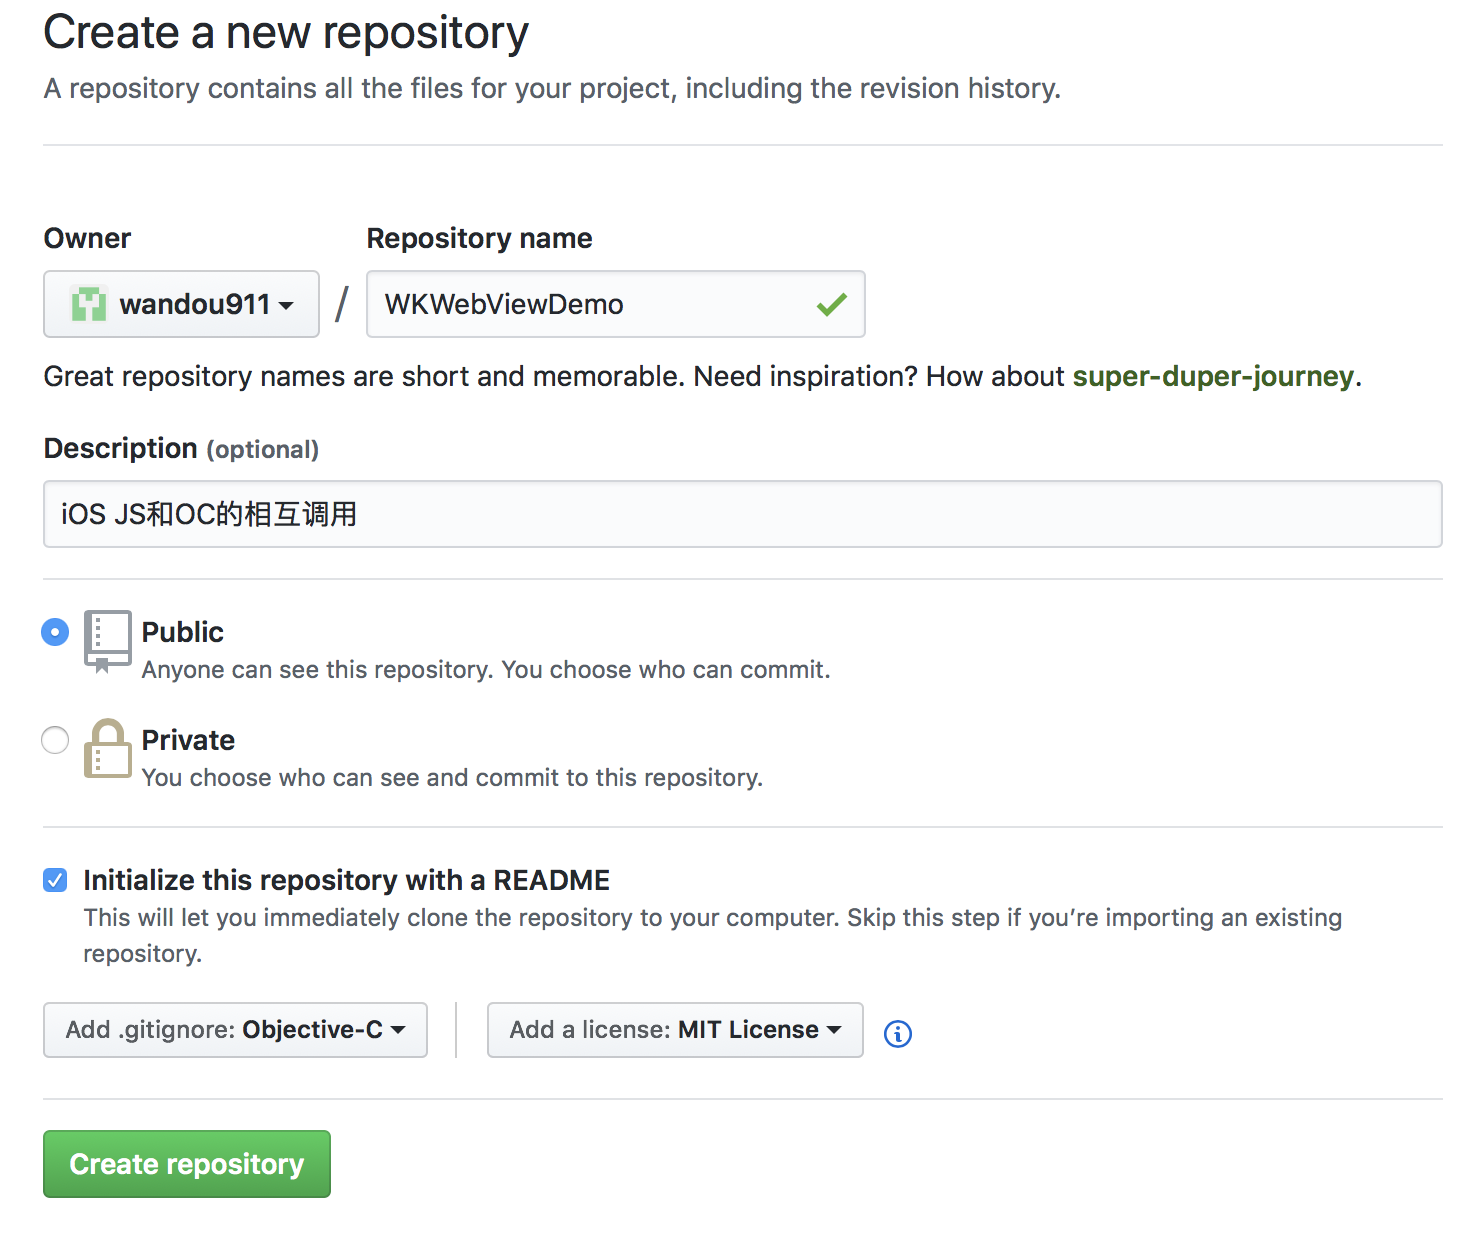 Create a new repository
A repository contains all the files for your project, including the revision history.
Owner
Repository name
wandou911
/
WKWebViewDemo
Great repository names are short and memorable. Need inspiration? How about super-duper-journey.
Description (optional)
iOS JS和OC的相互调用
Public
Anyone can see this repository. You choose who can commit.
Private
You choose who can see and commit to this repository.
Initialize this repository with a README
This will let you immediately clone the repository to your computer. Skip this step if you’re importing an existing
repository.
Add .gitignore: Objective-C
Add a license: MIT License
Create repository